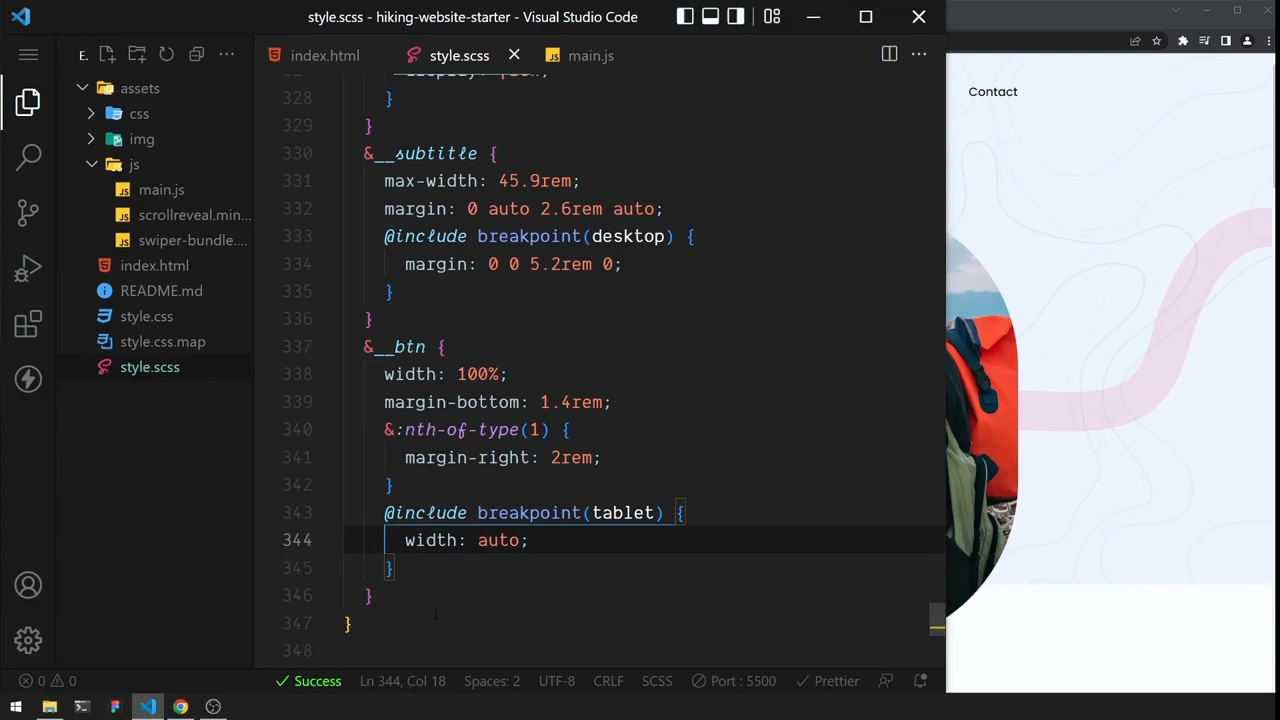 style.scss - hiking-website-starter - Visual Studio Code
E.
assets
css
img
js
main.js
scrollreveal.min...
swiper-bundle....
index.html
README.md
style.css
style.css.map
style.scss
index.html
style.scss
main.js
328 }
329 }
330 &__subtitle {
331 max-width: 45.9rem;
332 margin: 0 auto 2.6rem auto;
333 @include breakpoint(desktop) {
334 margin: 0 0 5.2rem 0;
335 }
336 }
337 &__btn {
338 width: 100%;
339 margin-bottom: 1.4rem;
340 &:nth-of-type(1) {
341 margin-right: 2rem;
342 }
343 @include breakpoint(tablet) {
344 width: auto;
345 }
346 }
347 }
348
Contact
0 0
Success
Ln 344, Col 18
Spaces: 2
UTF-8
CRLF
SCSS
Port : 5500
Prettier